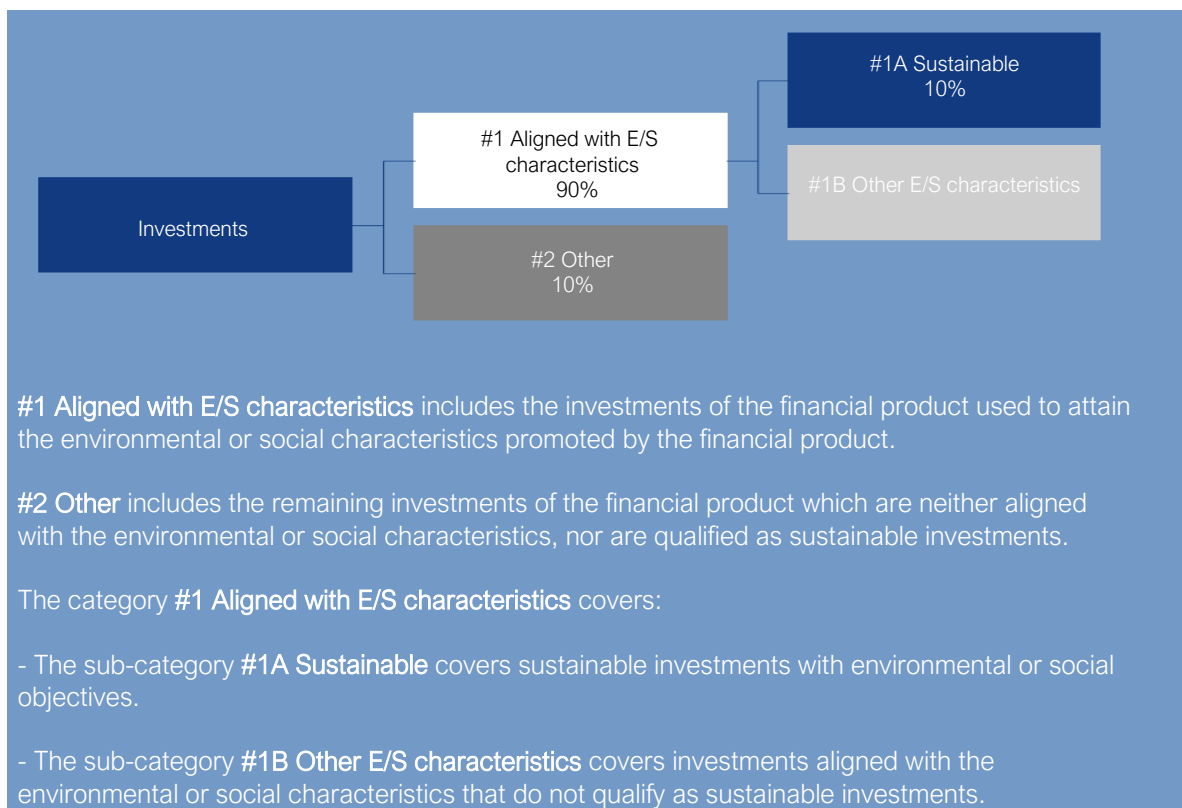 #1A Sustainable
10%
#1 Aligned with E/S
characteristics
90%
#1B Other E/S characteristics
Investments
#2 Other
10%
#1 Aligned with E/S characteristics includes the investments of the financial product used to attain
the environmental or social characteristics promoted by the financial product.
#2 Other includes the remaining investments of the financial product which are neither aligned
with the environmental or social characteristics, nor are qualified as sustainable investments.
The category #1 Aligned with E/S characteristics covers:
- The sub-category #1A Sustainable covers sustainable investments with environmental or social
objectives.
- The sub-category #1B Other E/S characteristics covers investments aligned with the
environmental or social characteristics that do not qualify as sustainable investments.